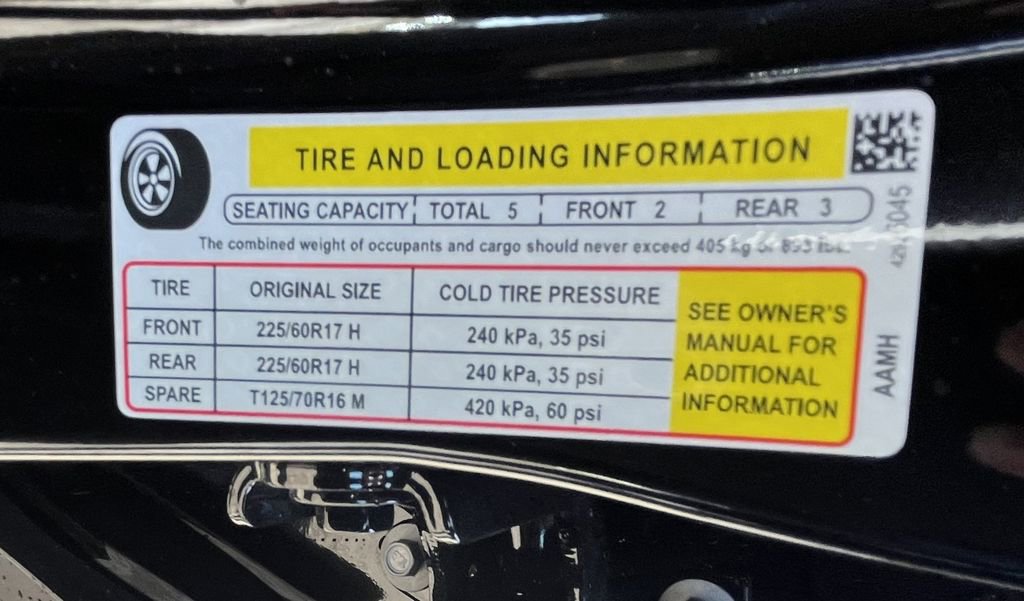 TIRE AND LOADING INFORMATION
SEATING CAPACITY TOTAL 5 FRONT 2 REAR 3
The combined weight of occupants and cargo should never exceed 405 kg or 893 lbs.
TIRE ORIGINAL SIZE COLD TIRE PRESSURE
FRONT 225/60R17 H 240 kPa, 35 psi
REAR 225/60R17 H 240 kPa, 35 psi
SPARE T125/70R16 M 420 kPa, 60 psi
SEE OWNER'S
MANUAL FOR
ADDITIONAL
INFORMATION
AAMH